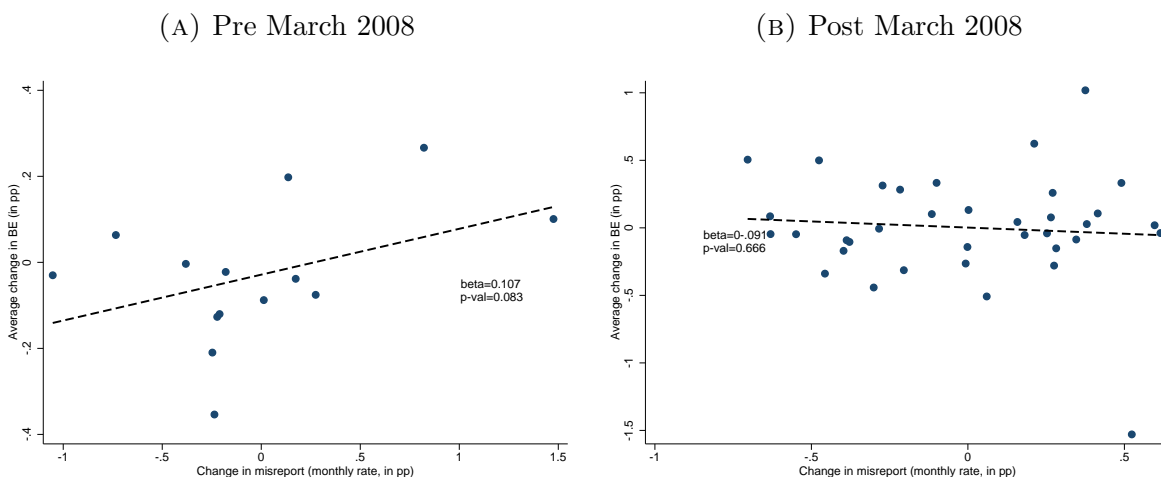 (A) Pre March 2008
.4
.2
0
-.2
-.4
Average change in BE (in pp)
beta=0.107
p-val=0.083
-1
-.5
0
.5
1
1.5
Change in misreport (monthly rate, in pp)
(B) Post March 2008
1
.5
0
-.5
-1
-1.5
Average change in BE (in pp)
beta=0-.091
p-val=0.666
-1
-.5
0
.5
Change in misreport (monthly rate, in pp)